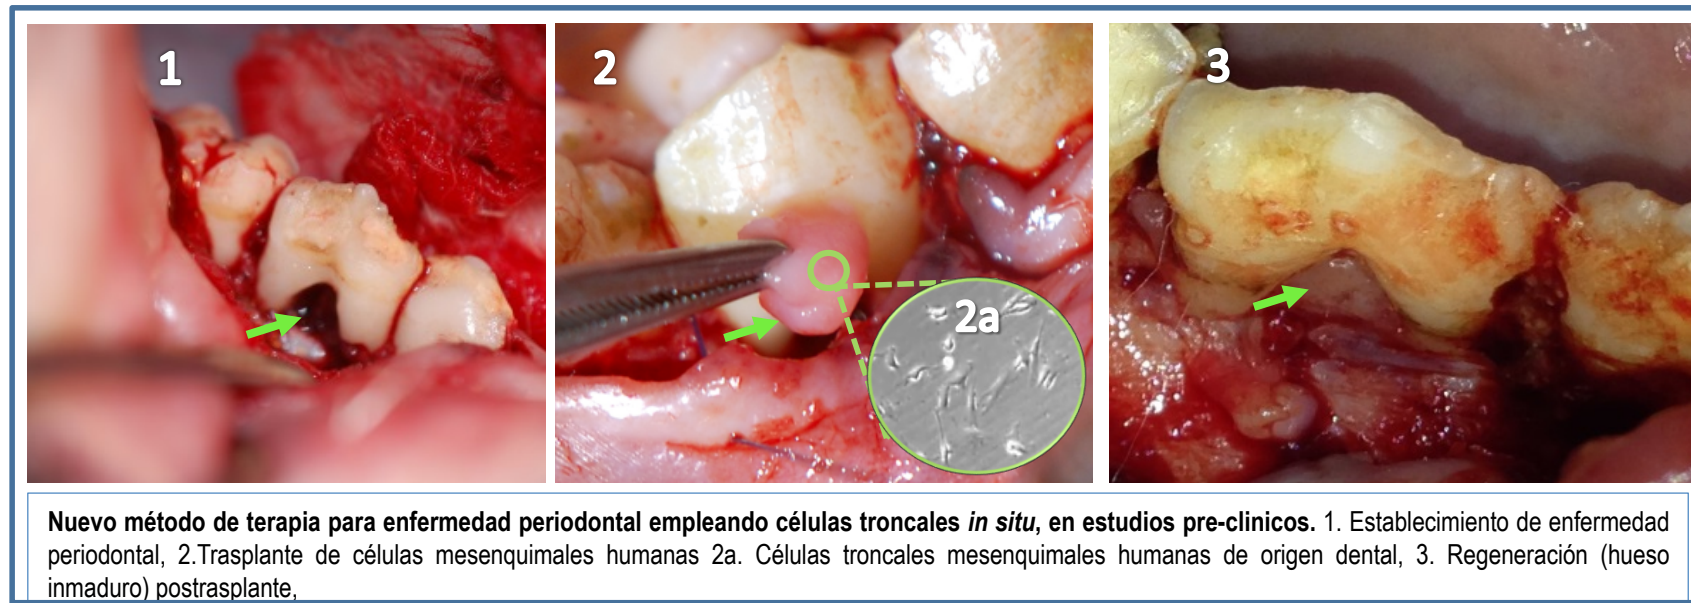 1
2
3
2a
Nuevo método de terapia para enfermedad periodontal empleando células troncales in situ, en estudios pre-clinicos. 1. Establecimiento de enfermedad
periodontal, 2.Trasplante de células mesenquimales humanas 2a. Células troncales mesenquimales humanas de origen dental, 3. Regeneración (hueso
inmaduro) postrasplante,